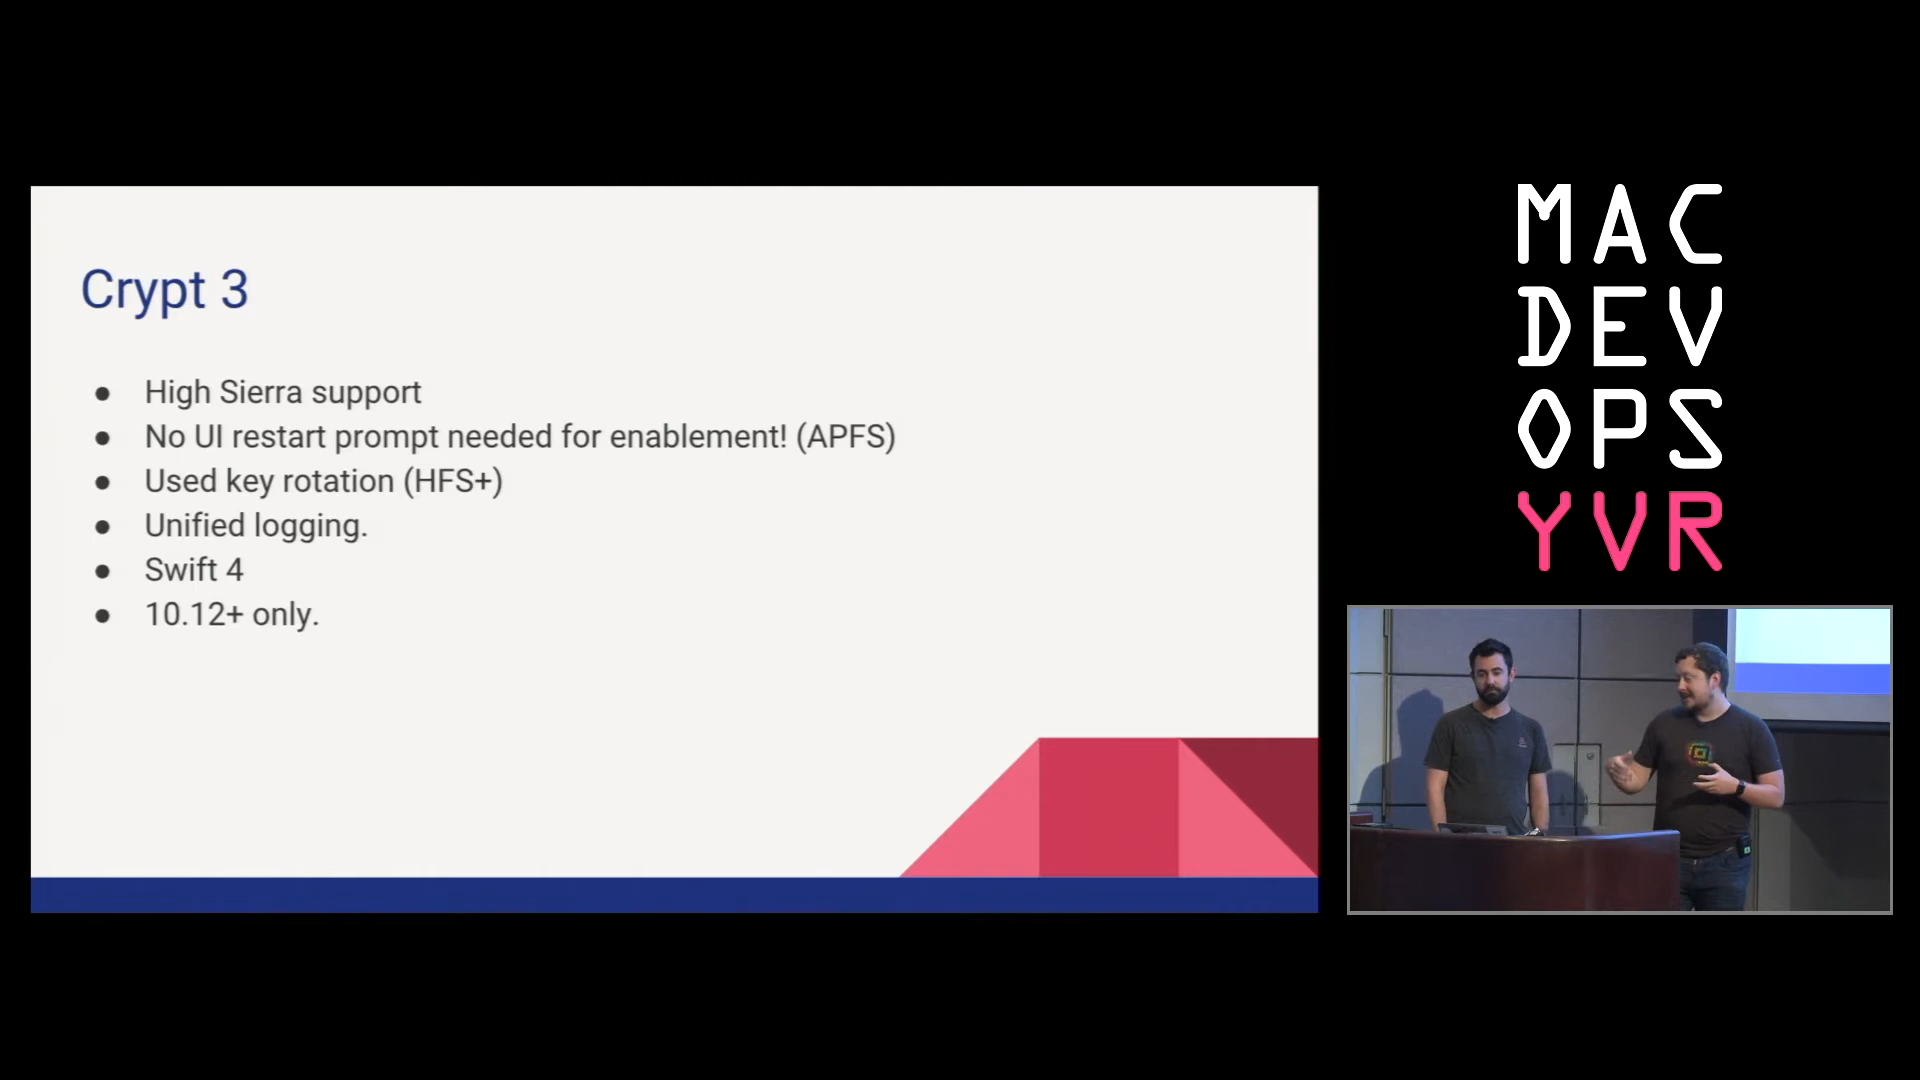 Crypt 3
High Sierra support
No UI restart prompt needed for enablement! (APFS)
Used key rotation (HFS+)
Unified logging.
Swift 4
10.12+ only.
MAC
DEV
OPS
YVR